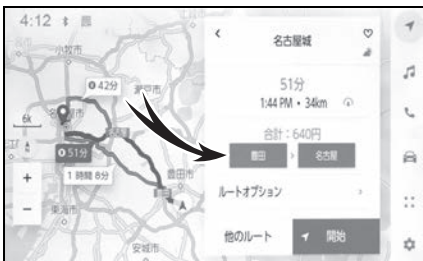 4:12
名古屋城
51分
1:44 PM • 34km
合計：640円
豊田 › 名古屋
ルートオプション ›
他のルート
開始
小牧市
42分
瀬戸市
6k
51分
1 時間 8分
豊田市
東海市
安城市
A
+
−